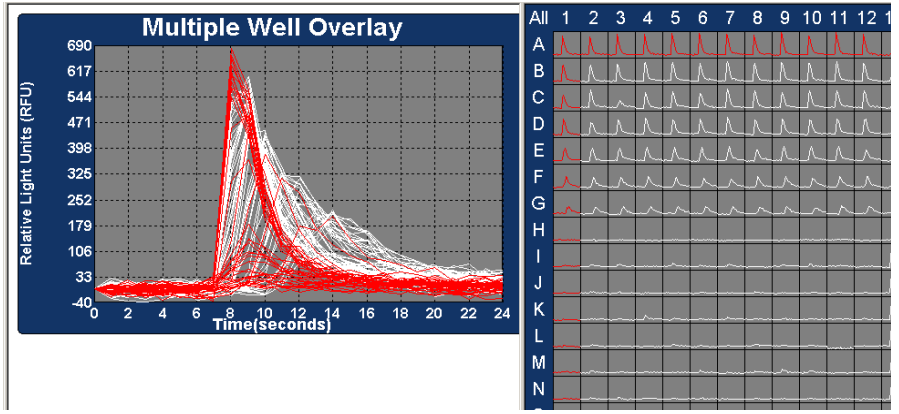 Multiple Well Overlay
690
617
544
471
398
325
252
179
106
33
-40
Relative Light Units (RFU)
0 2 4 6 8 10 12 14 16 18 20 22 24
Time(seconds)
All 1 2 3 4 5 6 7 8 9 10 11 12 1
A
B
C
D
E
F
G
H
I
J
K
L
M
N